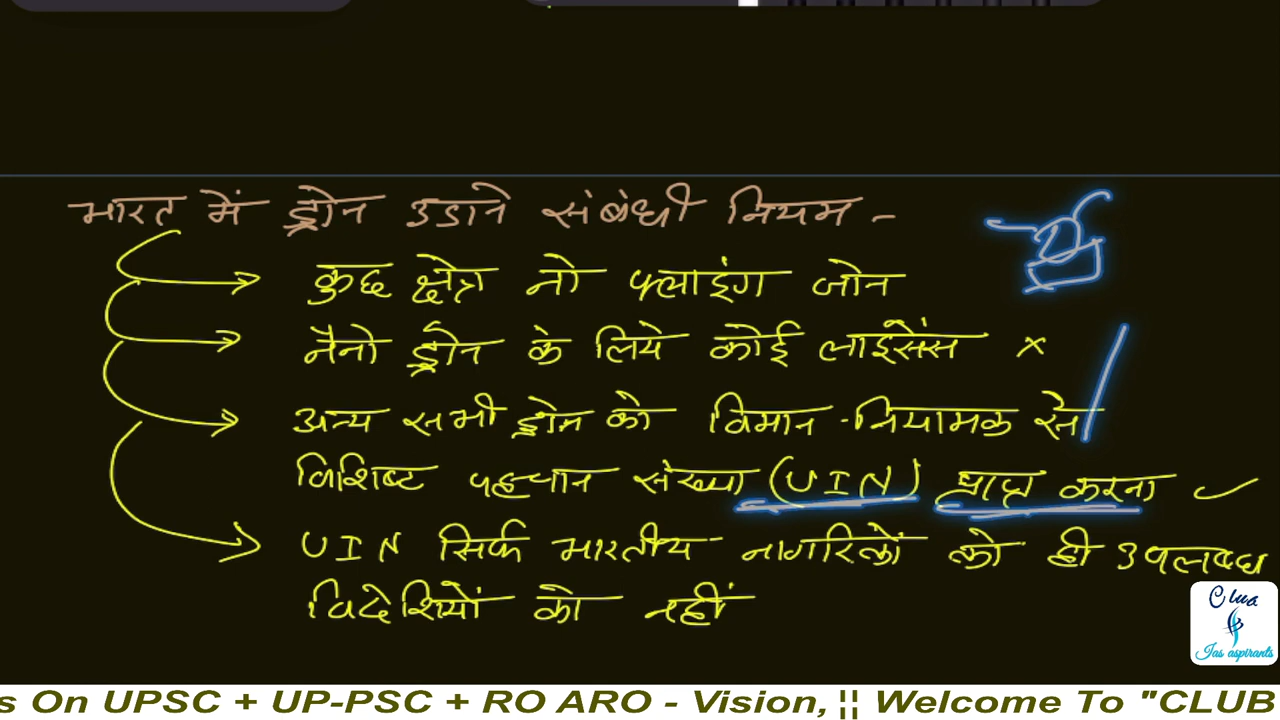 भारत में ड्रोन उडाने संबंधी नियम -
कुछ क्षेत्र नो फ्लाइंग जोन
नैनो ड्रोन के लिये कोई लाइसेंस ×
अन्य सभी ड्रोन को विमान -नियामक से
विशिष्ट पहचान संख्या (UIN) प्राप्त करना ✓
UIN सिर्फ भारतीय नागरिकों को ही उपलब्ध
विदेशियों को नहीं
Club
Ias aspirants
s On UPSC + UP-PSC + RO ARO - Vision, ¦¦ Welcome To "CLUB